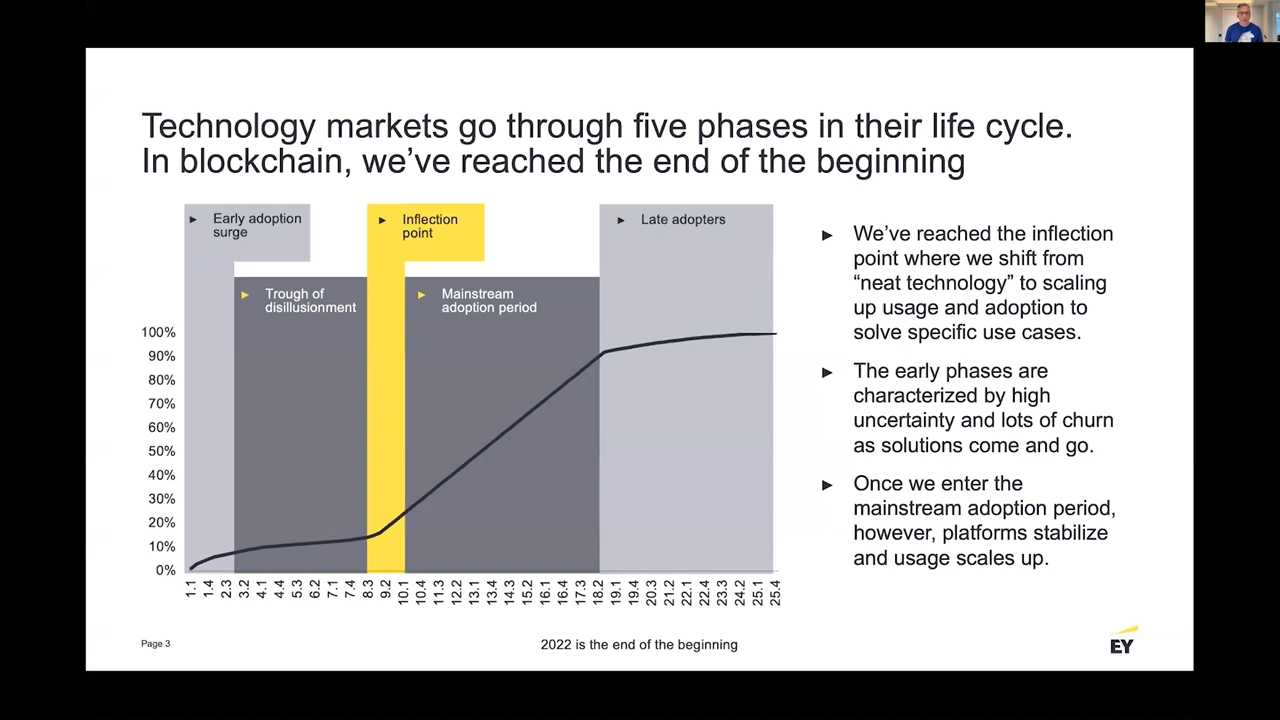 Technology markets go through five phases in their life cycle.
In blockchain, we’ve reached the end of the beginning
► Early adoption
surge
► Inflection
point
► Late adopters
► Trough of
disillusionment
► Mainstream
adoption period
100%
90%
80%
70%
60%
50%
40%
30%
20%
10%
0%
1.1 1.4 2.3 3.2 4.1 4.4 5.3 6.2 7.1 7.4 8.3 9.2 10.1 10.4 11.3 12.2 13.1 13.4 14.3 15.2 16.1 16.4 17.3 18.2 19.1 19.4 20.3 21.2 22.1 22.4 23.3 24.2 25.1 25.4
► We’ve reached the inflection
point where we shift from
“neat technology” to scaling
up usage and adoption to
solve specific use cases.
► The early phases are
characterized by high
uncertainty and lots of churn
as solutions come and go.
► Once we enter the
mainstream adoption period,
however, platforms stabilize
and usage scales up.
Page 3
2022 is the end of the beginning
EY